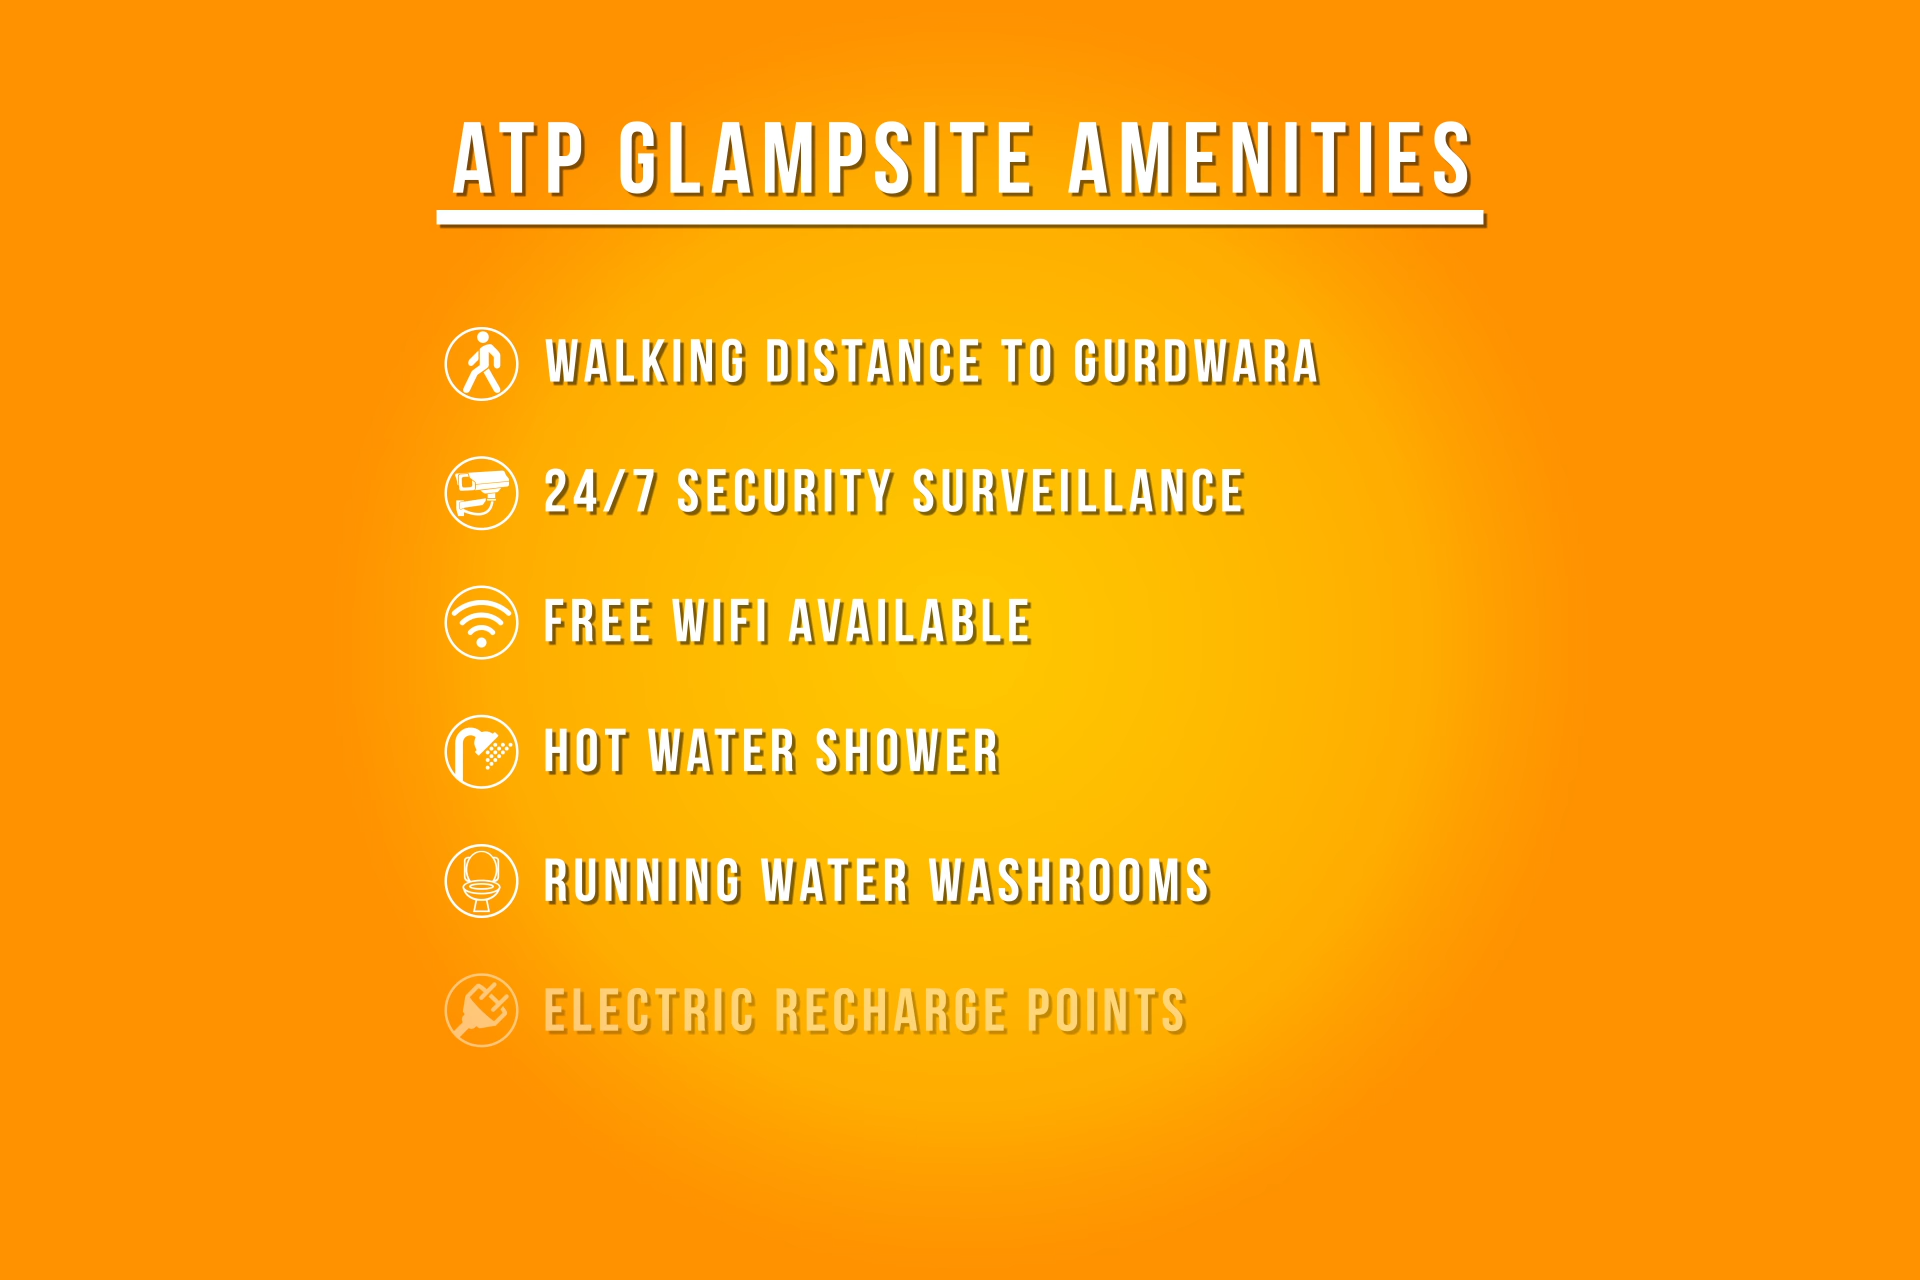 ATP GLAMPSITE AMENITIES
WALKING DISTANCE TO GURDWARA
24/7 SECURITY SURVEILLANCE
FREE WIFI AVAILABLE
HOT WATER SHOWER
RUNNING WATER WASHROOMS
ELECTRIC RECHARGE POINTS